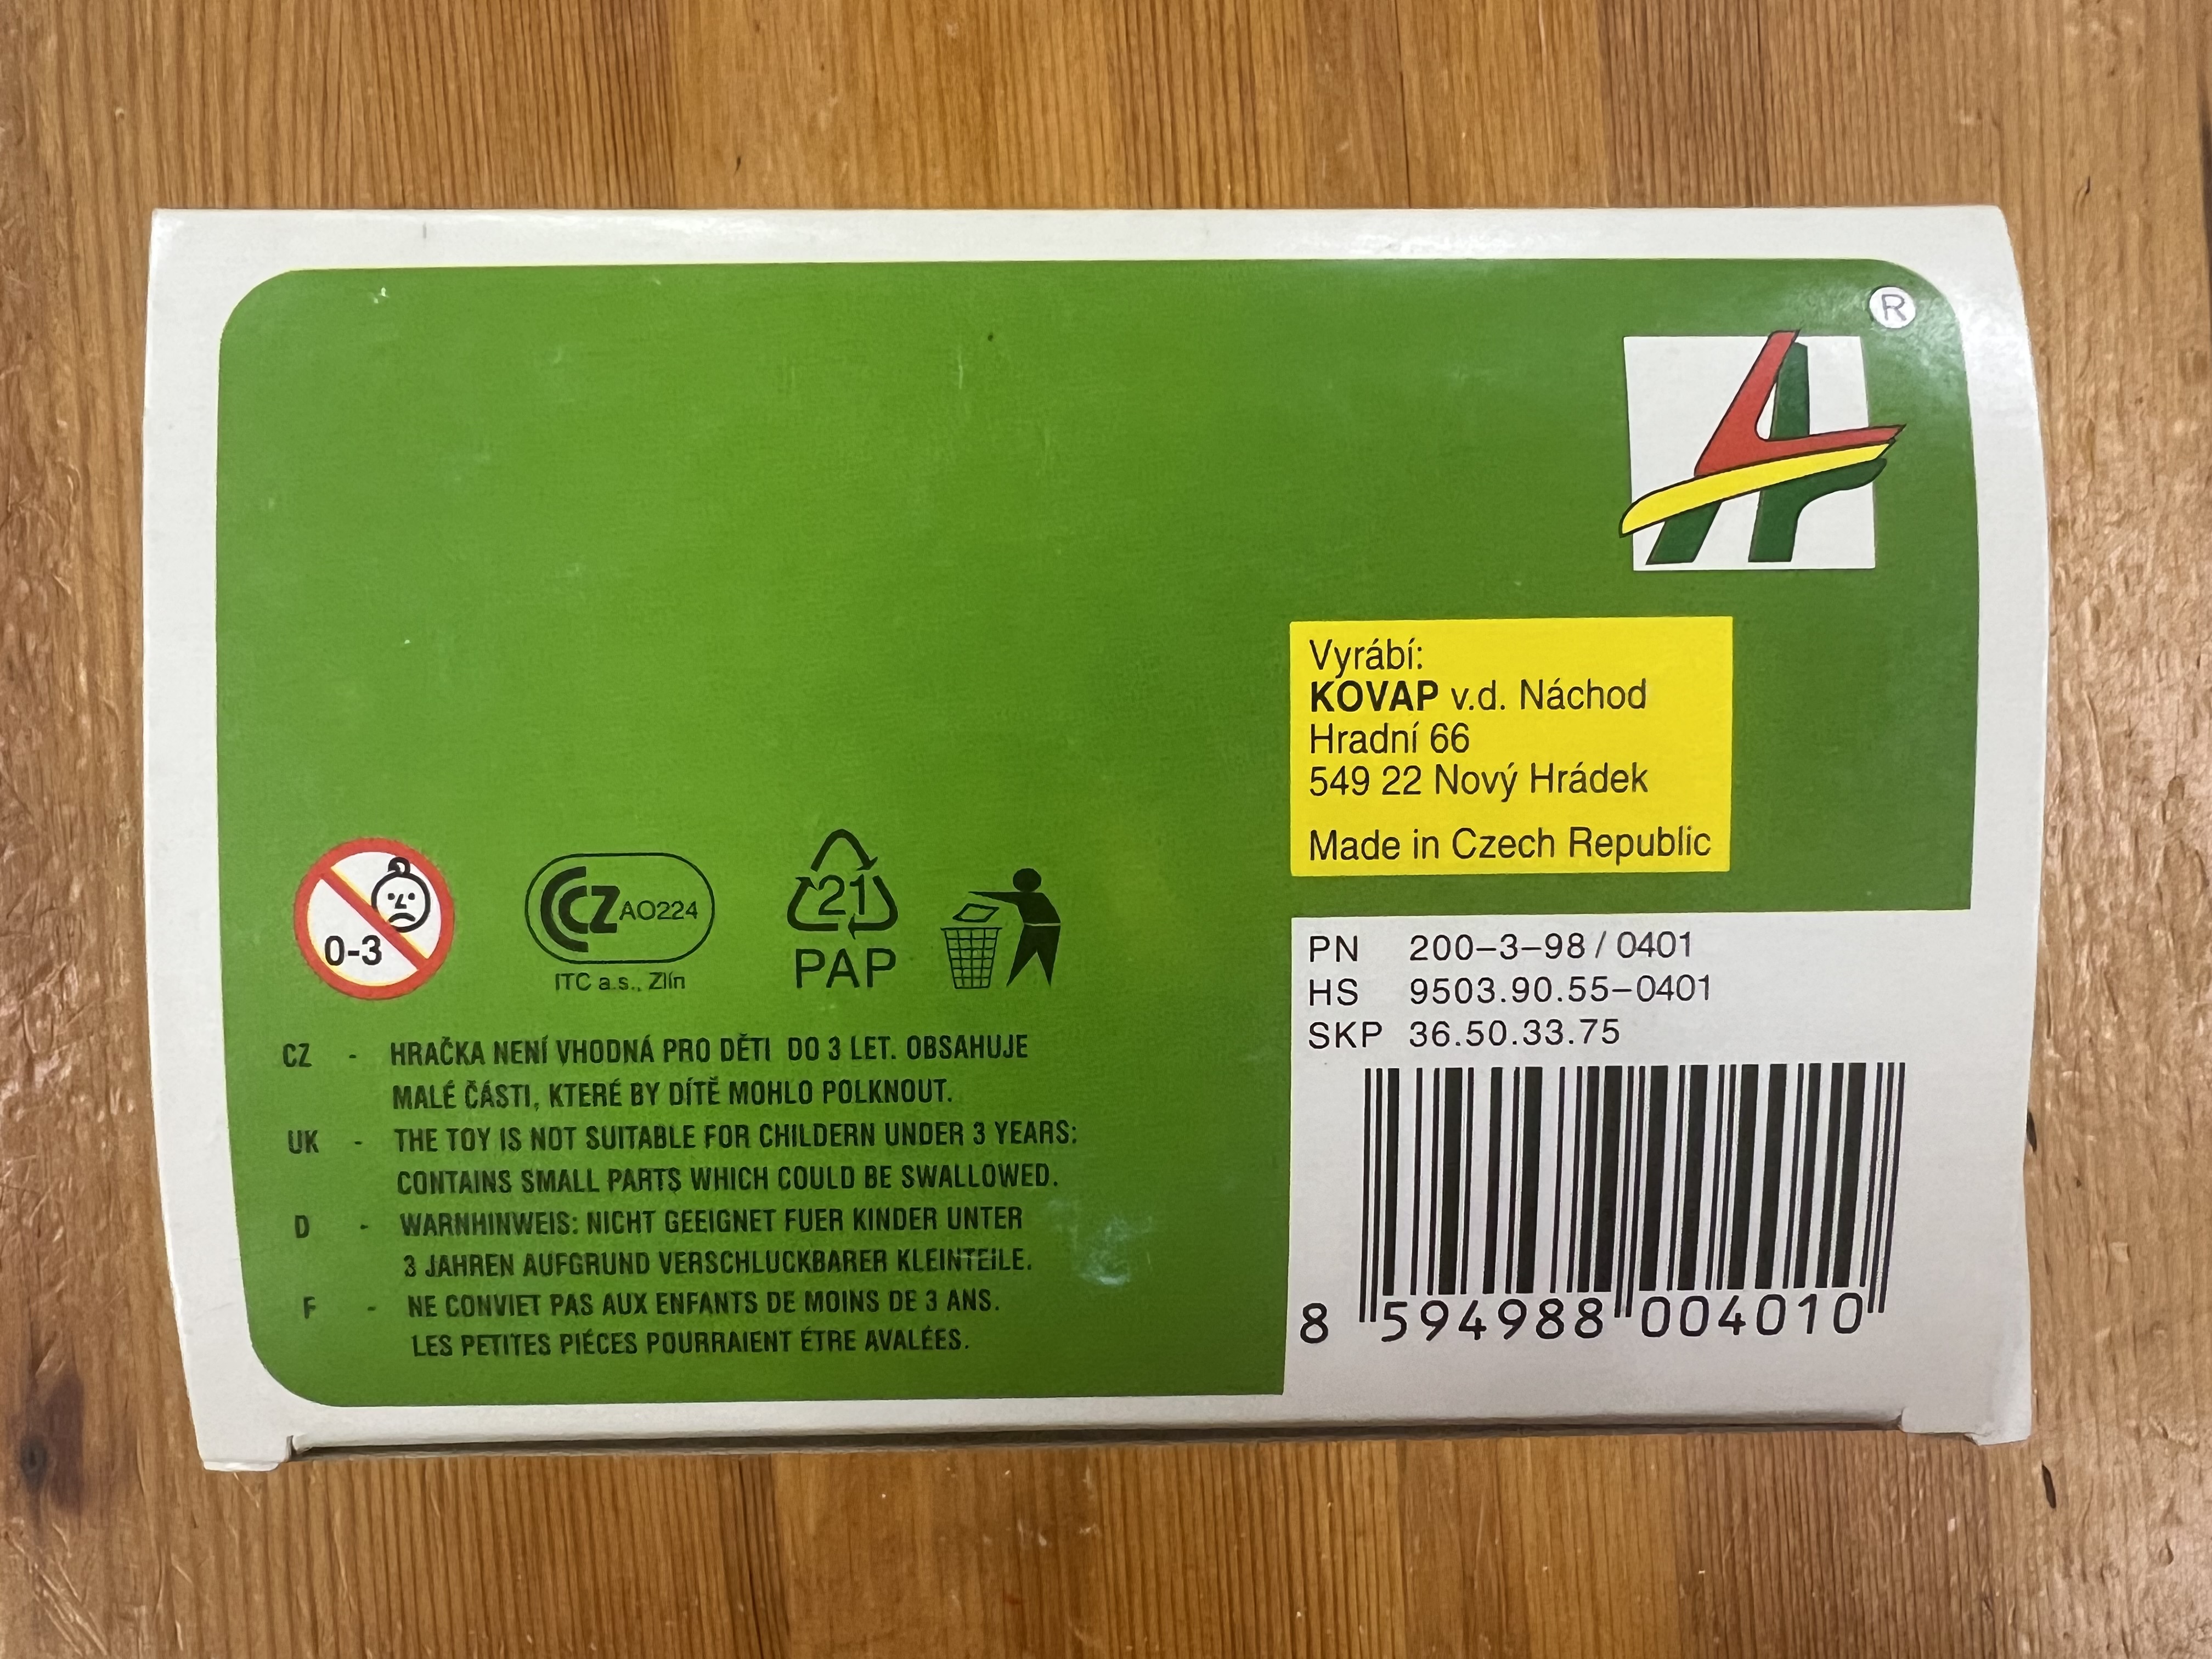 ®
Vyrábí:
KOVAP v.d. Náchod
Hradní 66
549 22 Nový Hrádek
Made in Czech Republic
0-3
CCZ AO224
ITC a.s., Zlín
21
PAP
PN 200-3-98 / 0401
HS 9503.90.55-0401
SKP 36.50.33.75
8 594988 004010
CZ - HRAČKA NENÍ VHODNÁ PRO DĚTI DO 3 LET. OBSAHUJE
MALÉ ČÁSTI, KTERÉ BY DÍTĚ MOHLO POLKNOUT.
UK - THE TOY IS NOT SUITABLE FOR CHILDERN UNDER 3 YEARS:
CONTAINS SMALL PARTS WHICH COULD BE SWALLOWED.
D - WARNHINWEIS: NICHT GEEIGNET FUER KINDER UNTER
3 JAHREN AUFGRUND VERSCHLUCKBARER KLEINTEILE.
F - NE CONVIET PAS AUX ENFANTS DE MOINS DE 3 ANS.
LES PETITES PIÉCES POURRAIENT ÉTRE AVALÉES.